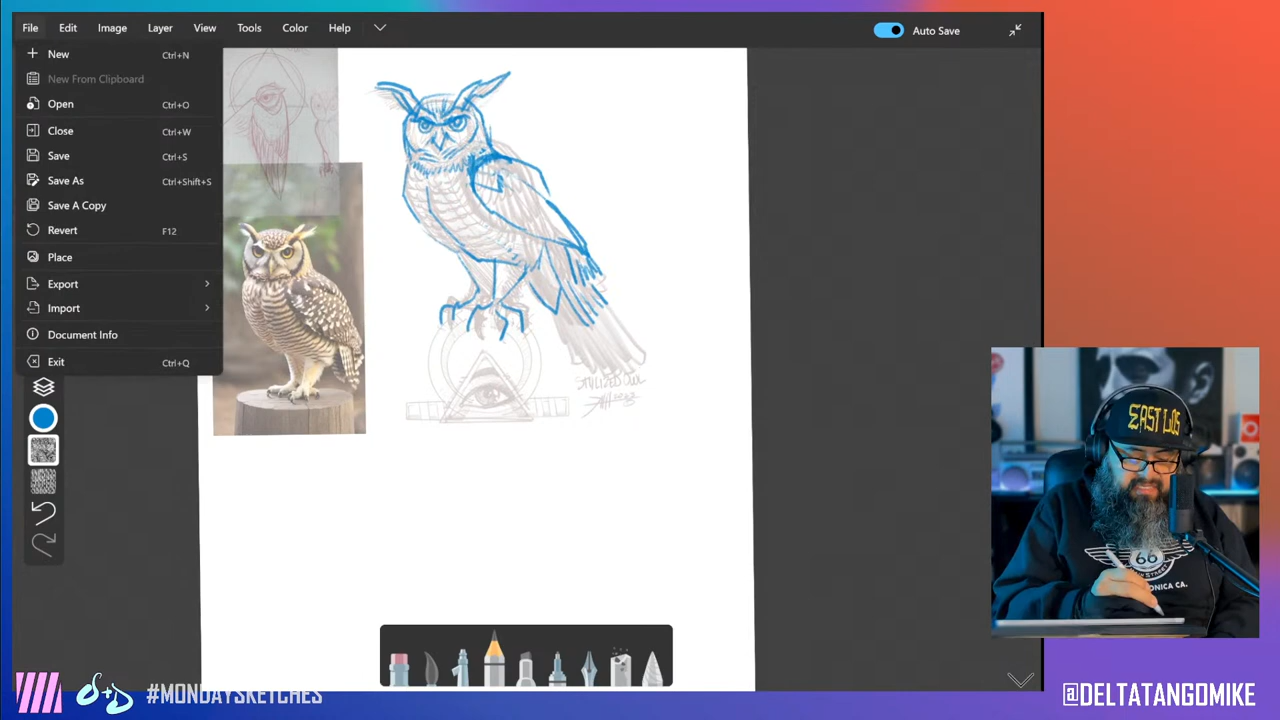 File Edit Image Layer View Tools Color Help
Auto Save
New Ctrl+N
New From Clipboard
Open Ctrl+O
Close Ctrl+W
Save Ctrl+S
Save As Ctrl+Shift+S
Save A Copy
Revert F12
Place
Export
Import
Document Info
Exit Ctrl+Q
STYLIZED OWL
EAST LOS
66
MAIN STREET
MONICA CA.
D+D #MONDAYSKETCHES
@DELTATANGOMIKE